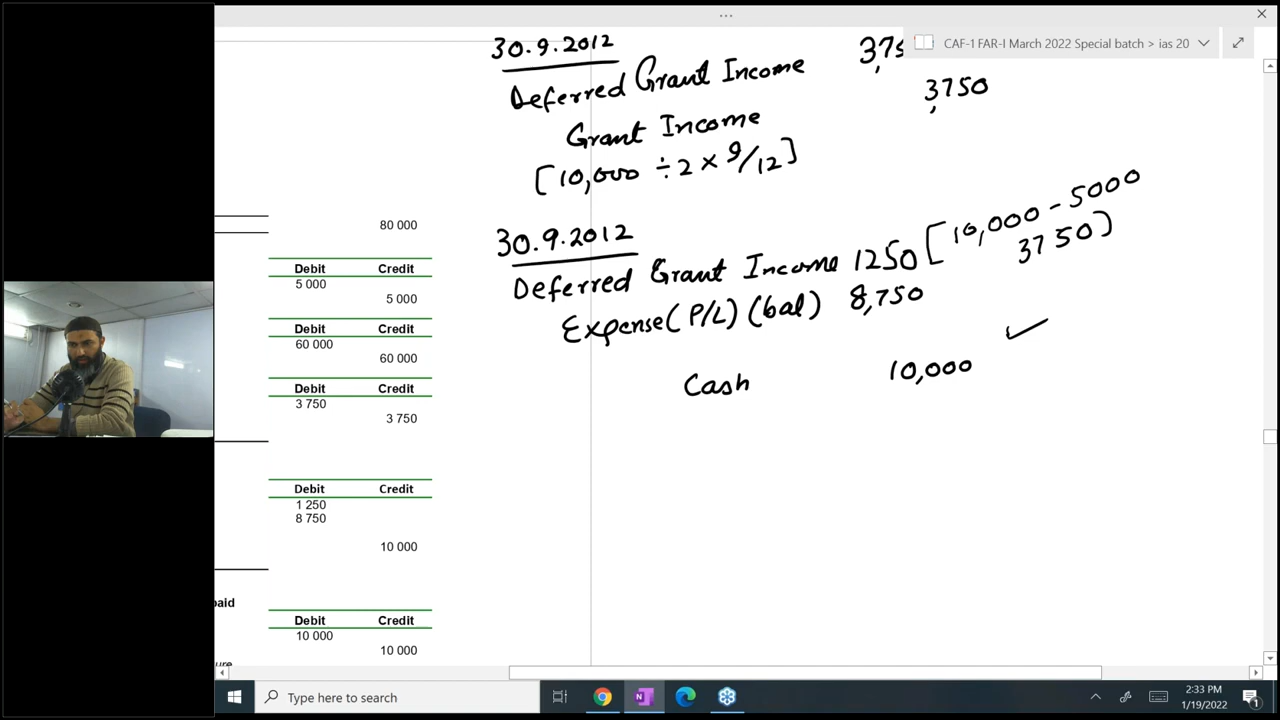 CAF-1 FAR-I March 2022 Special batch > ias 20
30.9.2012
Deferred Grant Income
3750
Grant Income
[10,000 ÷ 2 × 9/12]
30.9.2012
Deferred Grant Income 1250 [10,000 - 5000
3750]
Expense (P/L) (bal) 8,750
Cash 10,000
80 000
Debit Credit
5 000
5 000
Debit Credit
60 000
60 000
Debit Credit
3 750
3 750
Debit Credit
1 250
8 750
10 000
Debit Credit
10 000
10 000
Type here to search
2:33 PM
1/19/2022
1